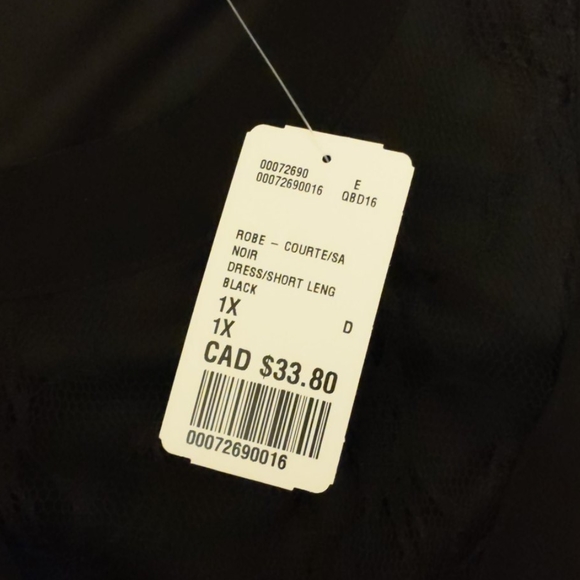 00072690 E
00072690016 QBD16
ROBE – COURTE/SA
NOIR
DRESS/SHORT LENG
BLACK
1X
1X D
CAD $33.80
00072690016